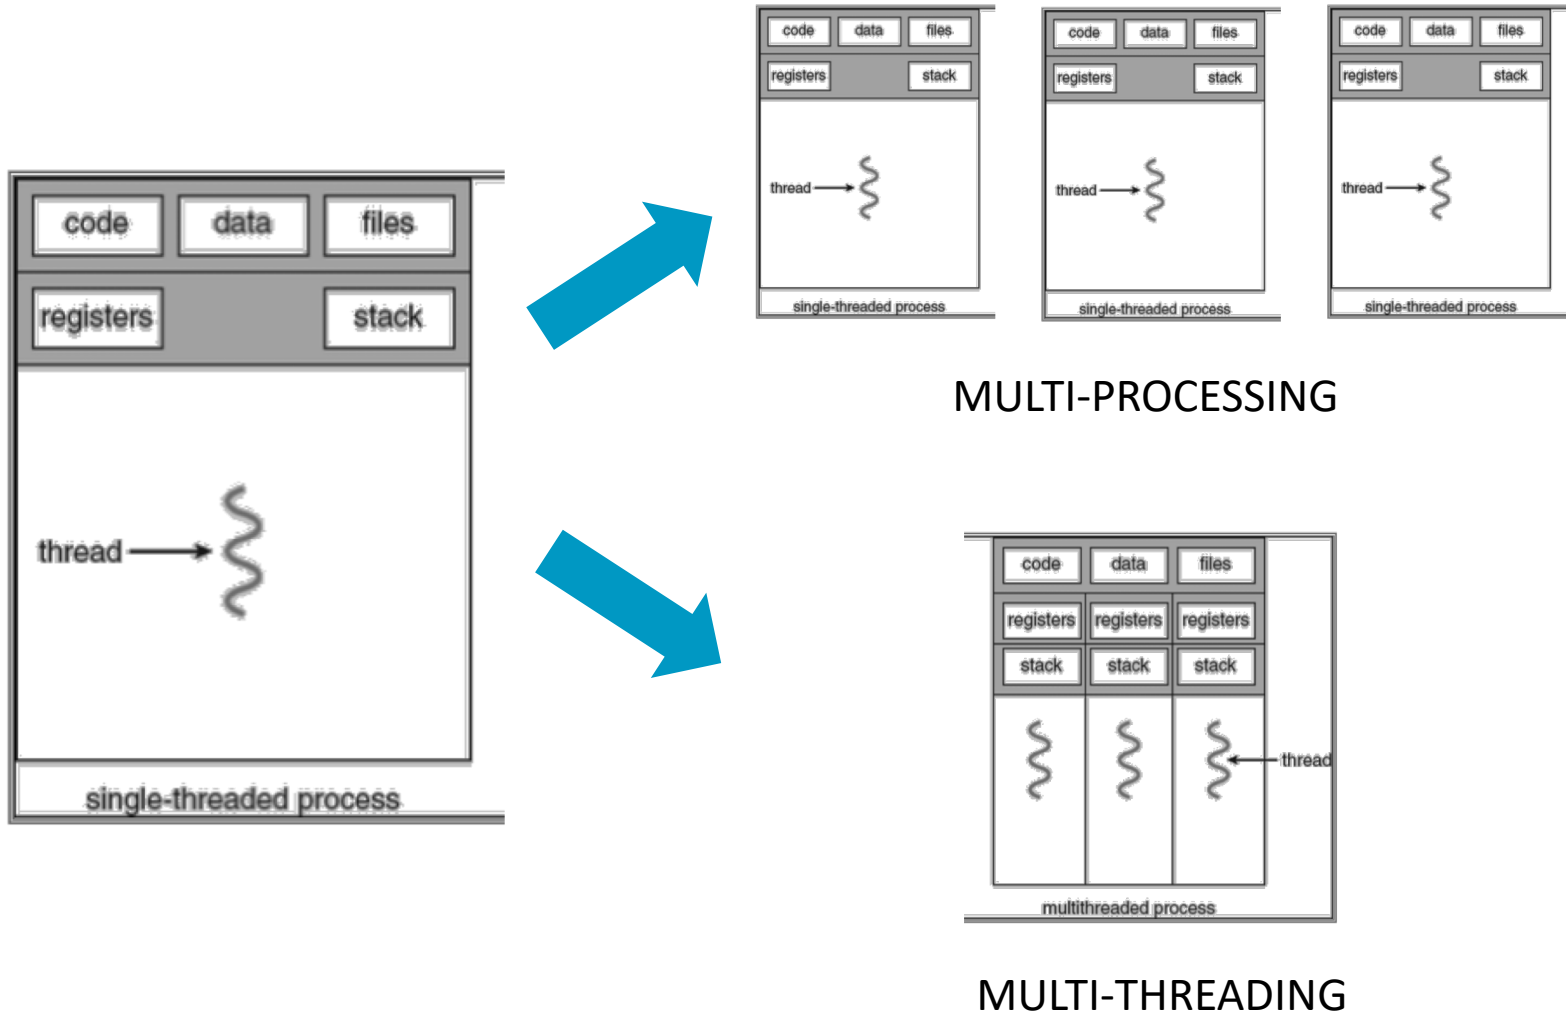 code data files
registers stack
thread
single-threaded process
code data files
registers stack
thread
single-threaded process
code data files
registers stack
thread
single-threaded process
code data files
registers stack
thread
single-threaded process
MULTI-PROCESSING
code data files
registers registers registers
stack stack stack
thread
multithreaded process
MULTI-THREADING